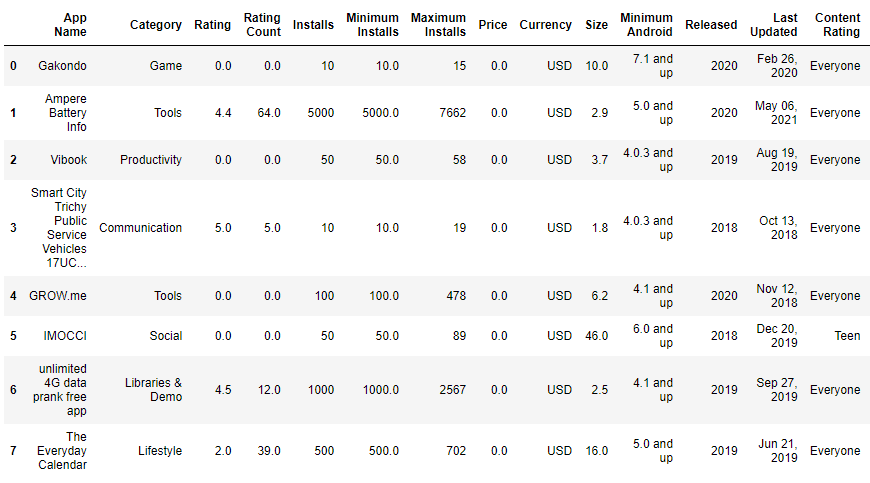 App Name Category Rating Rating Count Installs Minimum Installs Maximum Installs Price Currency Size Minimum Android Released Last Updated Content Rating
0 Gakondo Game 0.0 0.0 10 10.0 15 0.0 USD 10.0 7.1 and up 2020 Feb 26, 2020 Everyone
1 Ampere Battery Info Tools 4.4 64.0 5000 5000.0 7662 0.0 USD 2.9 5.0 and up 2020 May 06, 2021 Everyone
2 Vibook Productivity 0.0 0.0 50 50.0 58 0.0 USD 3.7 4.0.3 and up 2019 Aug 19, 2019 Everyone
3 Smart City Trichy Public Service Vehicles 17UC... Communication 5.0 5.0 10 10.0 19 0.0 USD 1.8 4.0.3 and up 2018 Oct 13, 2018 Everyone
4 GROW.me Tools 0.0 0.0 100 100.0 478 0.0 USD 6.2 4.1 and up 2020 Nov 12, 2018 Everyone
5 IMOCCI Social 0.0 0.0 50 50.0 89 0.0 USD 46.0 6.0 and up 2018 Dec 20, 2019 Teen
6 unlimited 4G data prank free app Libraries & Demo 4.5 12.0 1000 1000.0 2567 0.0 USD 2.5 4.1 and up 2019 Sep 27, 2019 Everyone
7 The Everyday Calendar Lifestyle 2.0 39.0 500 500.0 702 0.0 USD 16.0 5.0 and up 2019 Jun 21, 2019 Everyone